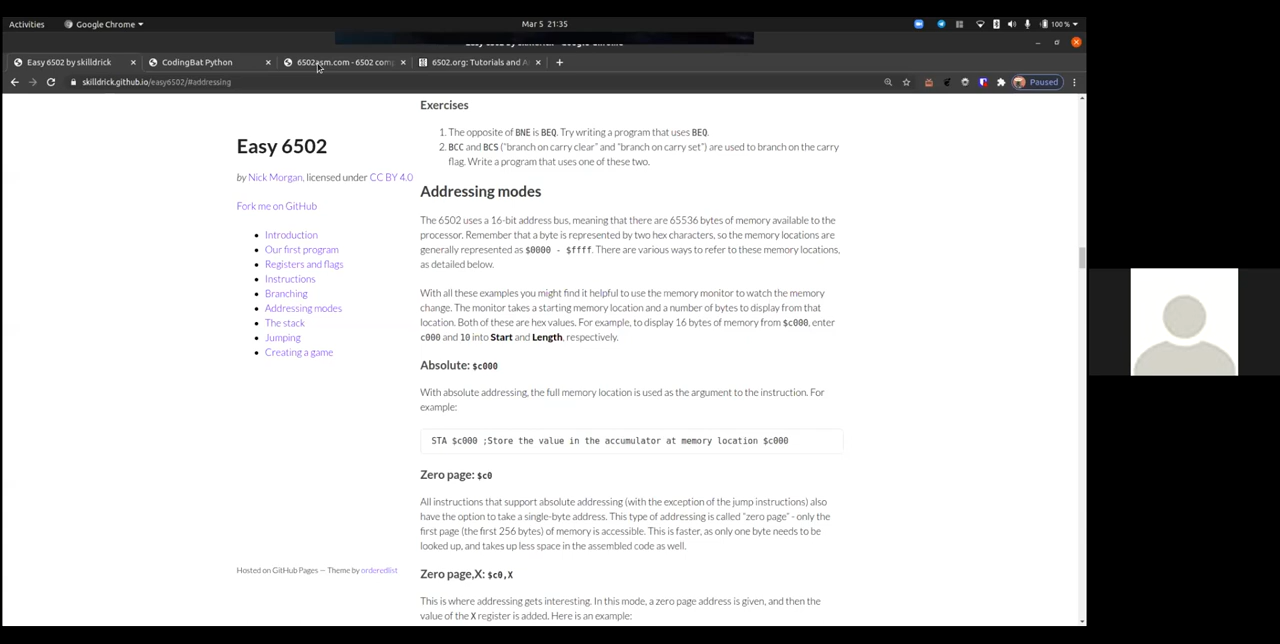 Activities
Google Chrome
Mar 5 21:35
100 %
Easy 6502 by skilldrick
CodingBat Python
6502asm.com - 6502 comp
6502.org: Tutorials and A
skilldrick.github.io/easy6502/#addressing
Paused
Easy 6502
by Nick Morgan, licensed under CC BY 4.0
Fork me on GitHub
Introduction
Our first program
Registers and flags
Instructions
Branching
Addressing modes
The stack
Jumping
Creating a game
Hosted on GitHub Pages — Theme by orderedlist
Exercises
1. The opposite of BNE is BEQ. Try writing a program that uses BEQ.
2. BCC and BCS (“branch on carry clear” and “branch on carry set”) are used to branch on the carry
flag. Write a program that uses one of these two.
Addressing modes
The 6502 uses a 16-bit address bus, meaning that there are 65536 bytes of memory available to the
processor. Remember that a byte is represented by two hex characters, so the memory locations are
generally represented as $0000 - $ffff. There are various ways to refer to these memory locations,
as detailed below.
With all these examples you might find it helpful to use the memory monitor to watch the memory
change. The monitor takes a starting memory location and a number of bytes to display from that
location. Both of these are hex values. For example, to display 16 bytes of memory from $c000, enter
c000 and 10 into Start and Length, respectively.
Absolute: $c000
With absolute addressing, the full memory location is used as the argument to the instruction. For
example:
STA $c000 ;Store the value in the accumulator at memory location $c000
Zero page: $c0
All instructions that support absolute addressing (with the exception of the jump instructions) also
have the option to take a single-byte address. This type of addressing is called “zero page” - only the
first page (the first 256 bytes) of memory is accessible. This is faster, as only one byte needs to be
looked up, and takes up less space in the assembled code as well.
Zero page,X: $c0,X
This is where addressing gets interesting. In this mode, a zero page address is given, and then the
value of the X register is added. Here is an example: